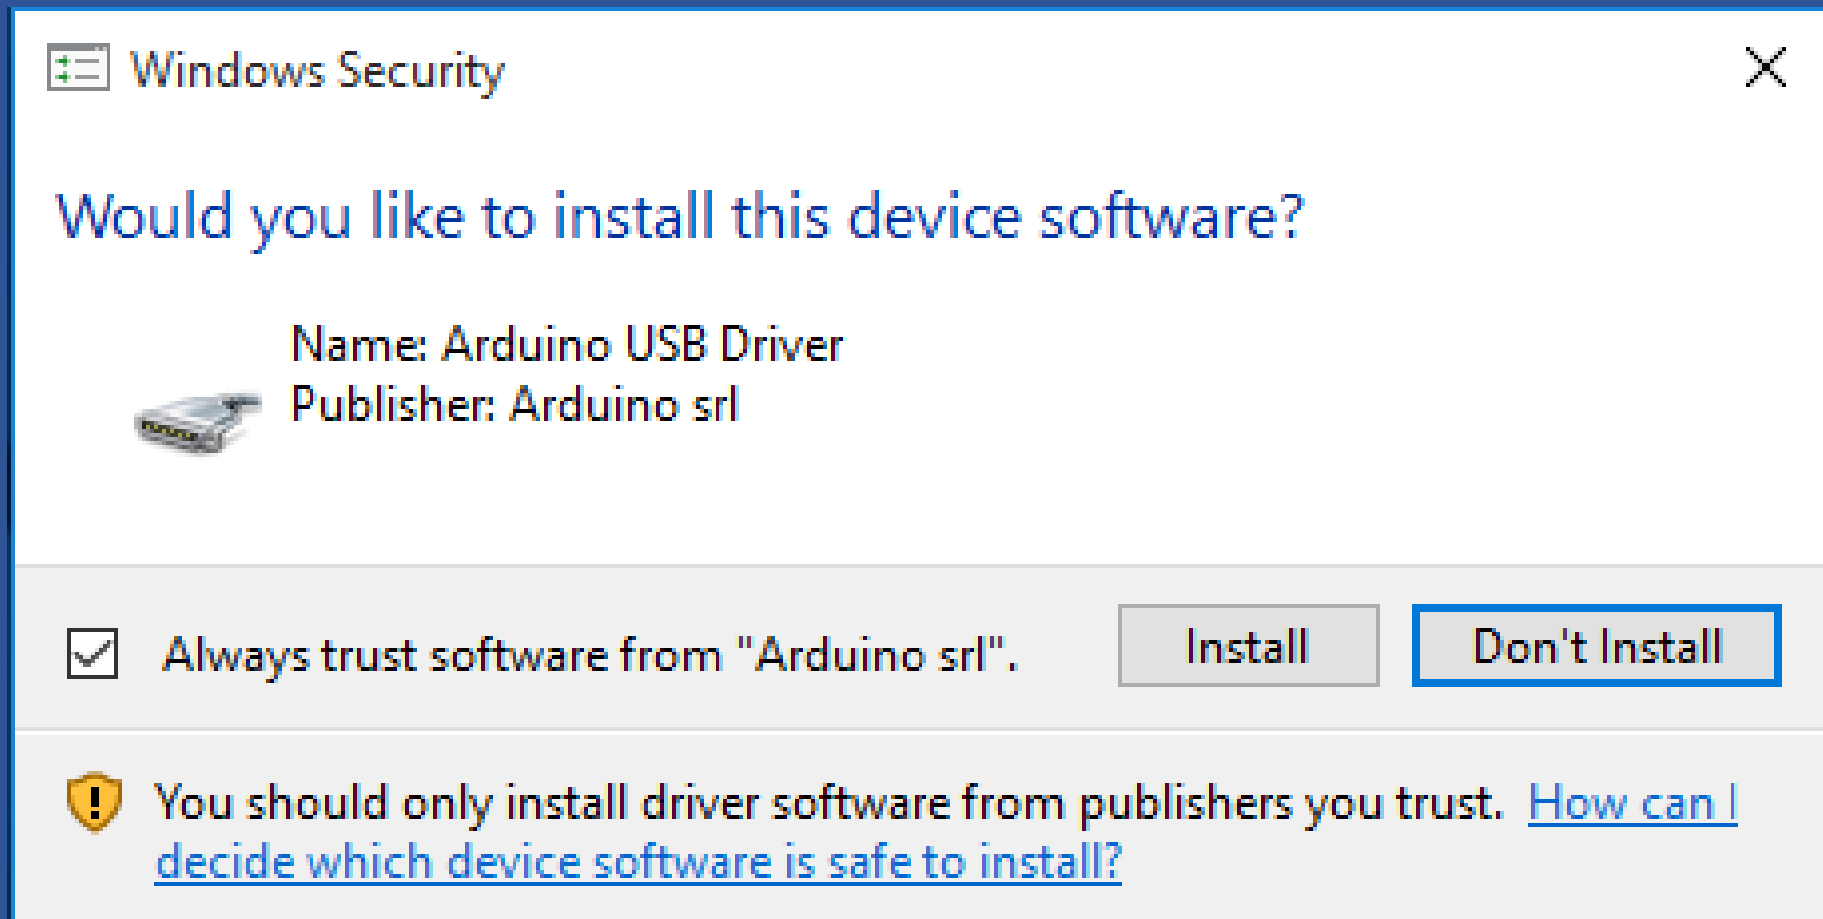 Windows Security
Would you like to install this device software?
Name: Arduino USB Driver
Publisher: Arduino srl
Always trust software from "Arduino srl".
Install
Don't Install
You should only install driver software from publishers you trust. How can I
decide which device software is safe to install?